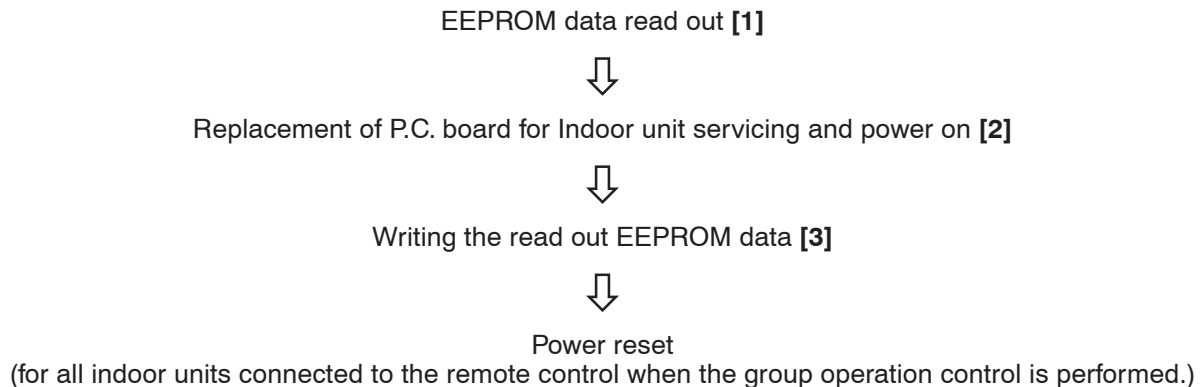 EEPROM data read out [1]
Replacement of P.C. board for Indoor unit servicing and power on [2]
Writing the read out EEPROM data [3]
Power reset
(for all indoor units connected to the remote control when the group operation control is performed.)